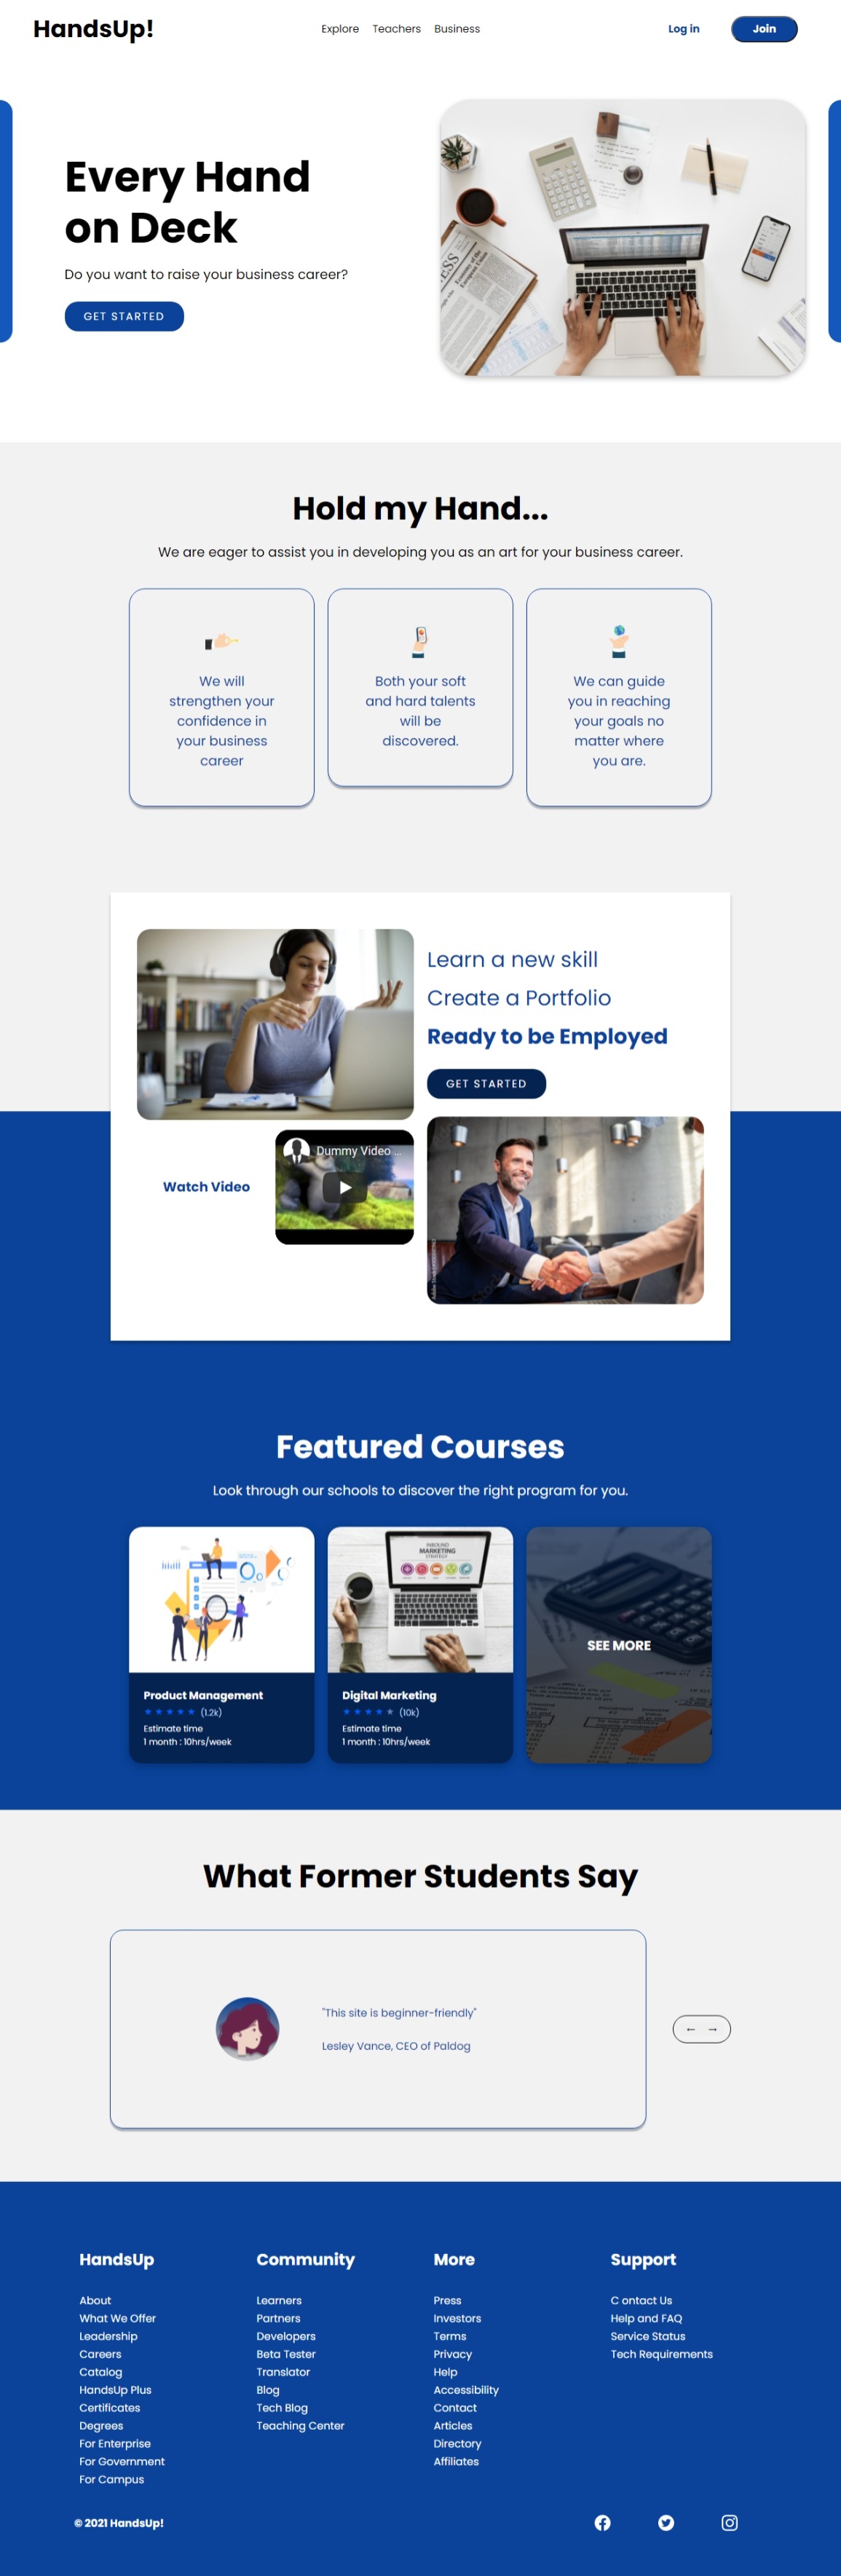 HandsUp!
Explore Teachers Business
Log in
Join
Every Hand
on Deck
Do you want to raise your business career?
GET STARTED
Hold my Hand...
We are eager to assist you in developing you as an art for your business career.
We will
strengthen your
confidence in
your business
career
Both your soft
and hard talents
will be
discovered.
We can guide
you in reaching
your goals no
matter where
you are.
Learn a new skill
Create a Portfolio
Ready to be Employed
GET STARTED
Watch Video
Dummy Video ...
Featured Courses
Look through our schools to discover the right program for you.
INBOUND
MARKETING
STRATEGY
Product Management
★ ★ ★ ★ ★ (1.2k)
Estimate time
1 month : 10hrs/week
Digital Marketing
★ ★ ★ ★ ★ (10k)
Estimate time
1 month : 10hrs/week
SEE MORE
What Former Students Say
"This site is beginner-friendly"
Lesley Vance, CEO of Paldog
← →
HandsUp
About
What We Offer
Leadership
Careers
Catalog
HandsUp Plus
Certificates
Degrees
For Enterprise
For Government
For Campus
Community
Learners
Partners
Developers
Beta Tester
Translator
Blog
Tech Blog
Teaching Center
More
Press
Investors
Terms
Privacy
Help
Accessibility
Contact
Articles
Directory
Affiliates
Support
C ontact Us
Help and FAQ
Service Status
Tech Requirements
© 2021 HandsUp!